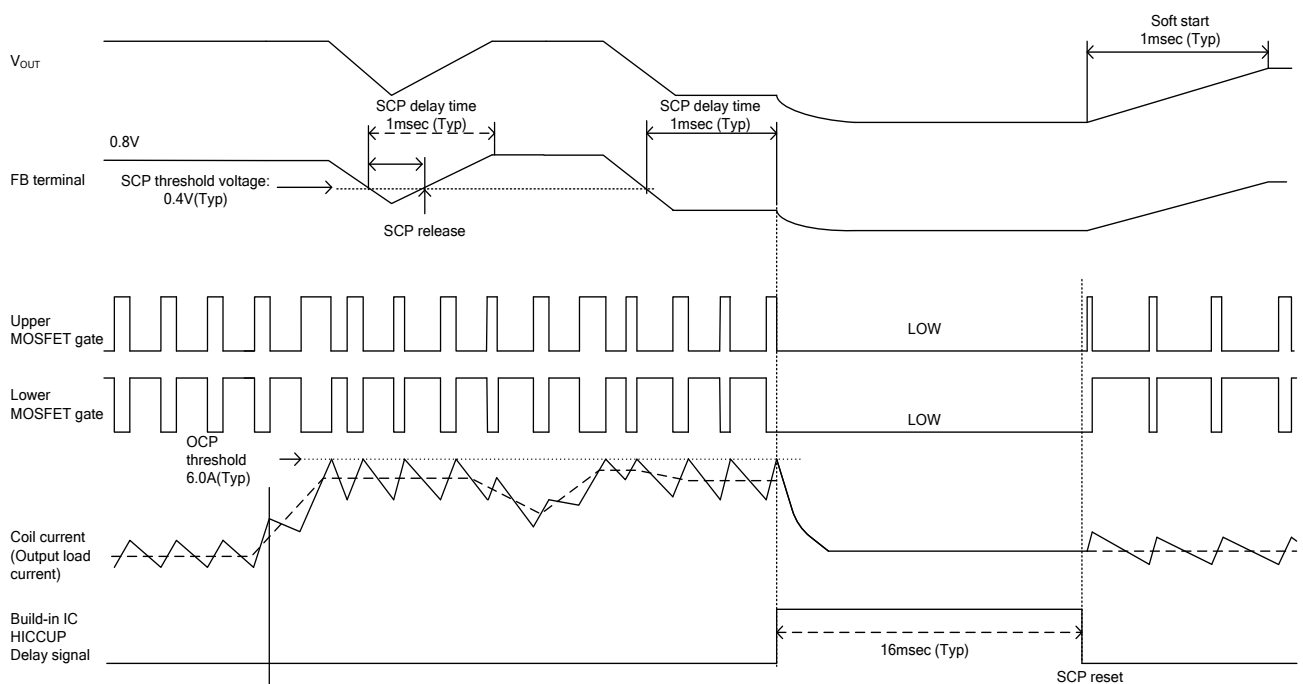 Soft start
1msec (Typ)
VOUT
SCP delay time
1msec (Typ)
SCP delay time
1msec (Typ)
0.8V
FB terminal
SCP threshold voltage:
0.4V(Typ)
SCP release
Upper
MOSFET gate
LOW
Lower
MOSFET gate
LOW
OCP
threshold
6.0A(Typ)
Coil current
(Output load
current)
Build-in IC
HICCUP
Delay signal
16msec (Typ)
SCP reset